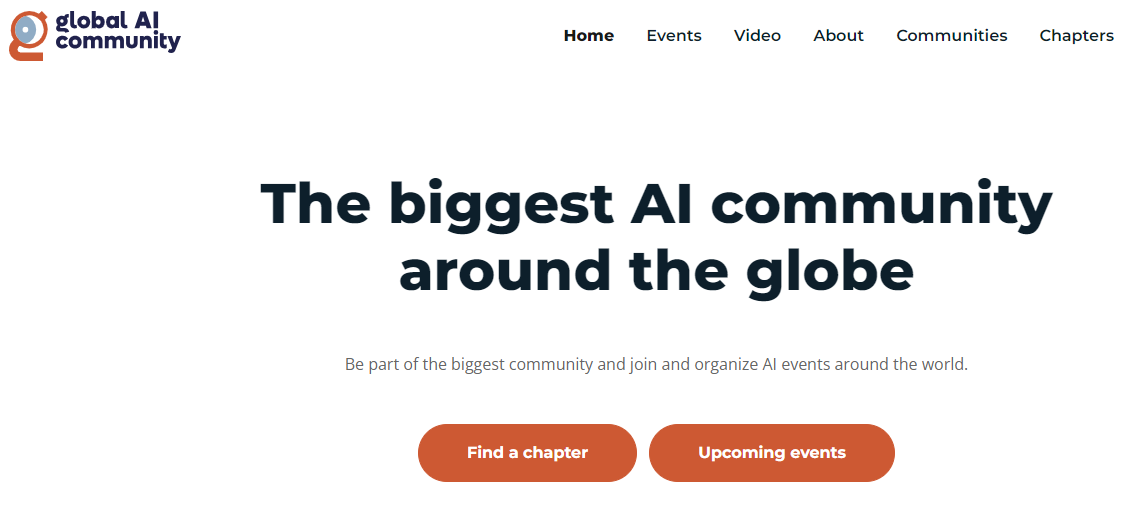 global AI
community
Home Events Video About Communities Chapters
The biggest AI community
around the globe
Be part of the biggest community and join and organize AI events around the world.
Find a chapter Upcoming events